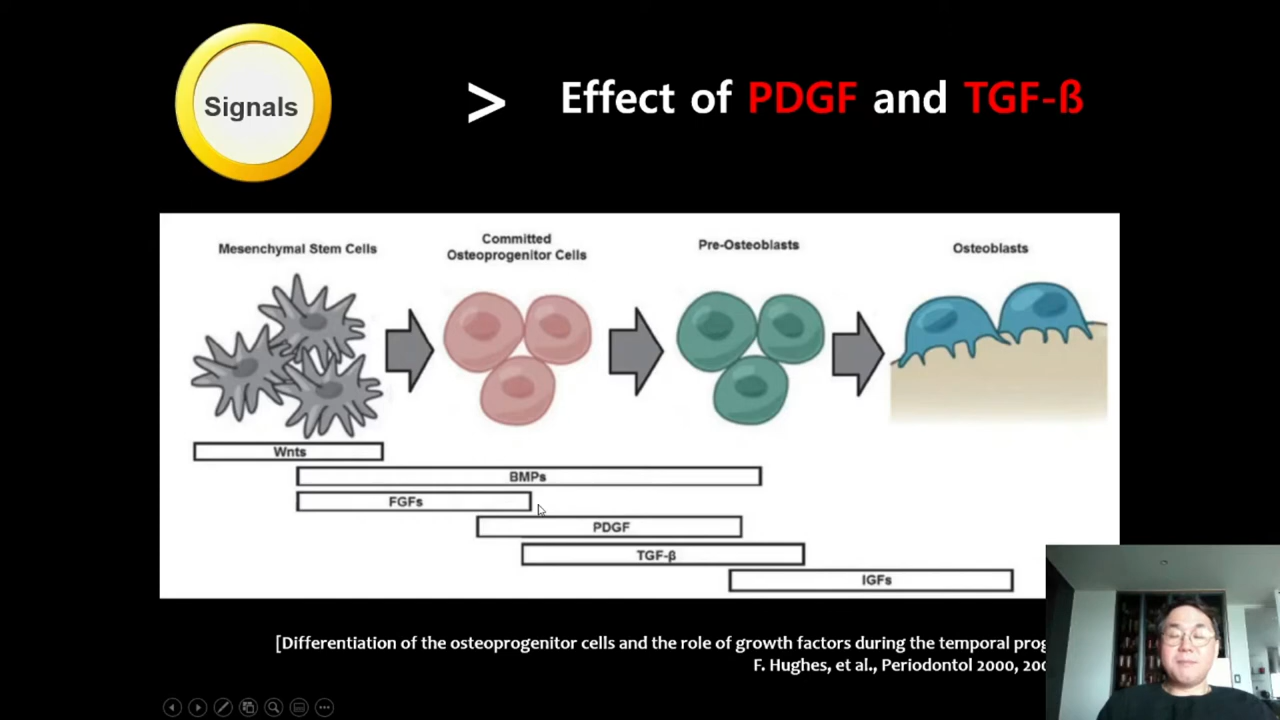 Signals
> Effect of PDGF and TGF-ß
Mesenchymal Stem Cells
Committed
Osteoprogenitor Cells
Pre-Osteoblasts
Osteoblasts
Wnts
BMPs
FGFs
PDGF
TGF-β
IGFs
[Differentiation of the osteoprogenitor cells and the role of growth factors during the temporal
F. Hughes, et al., Periodontol 2000,